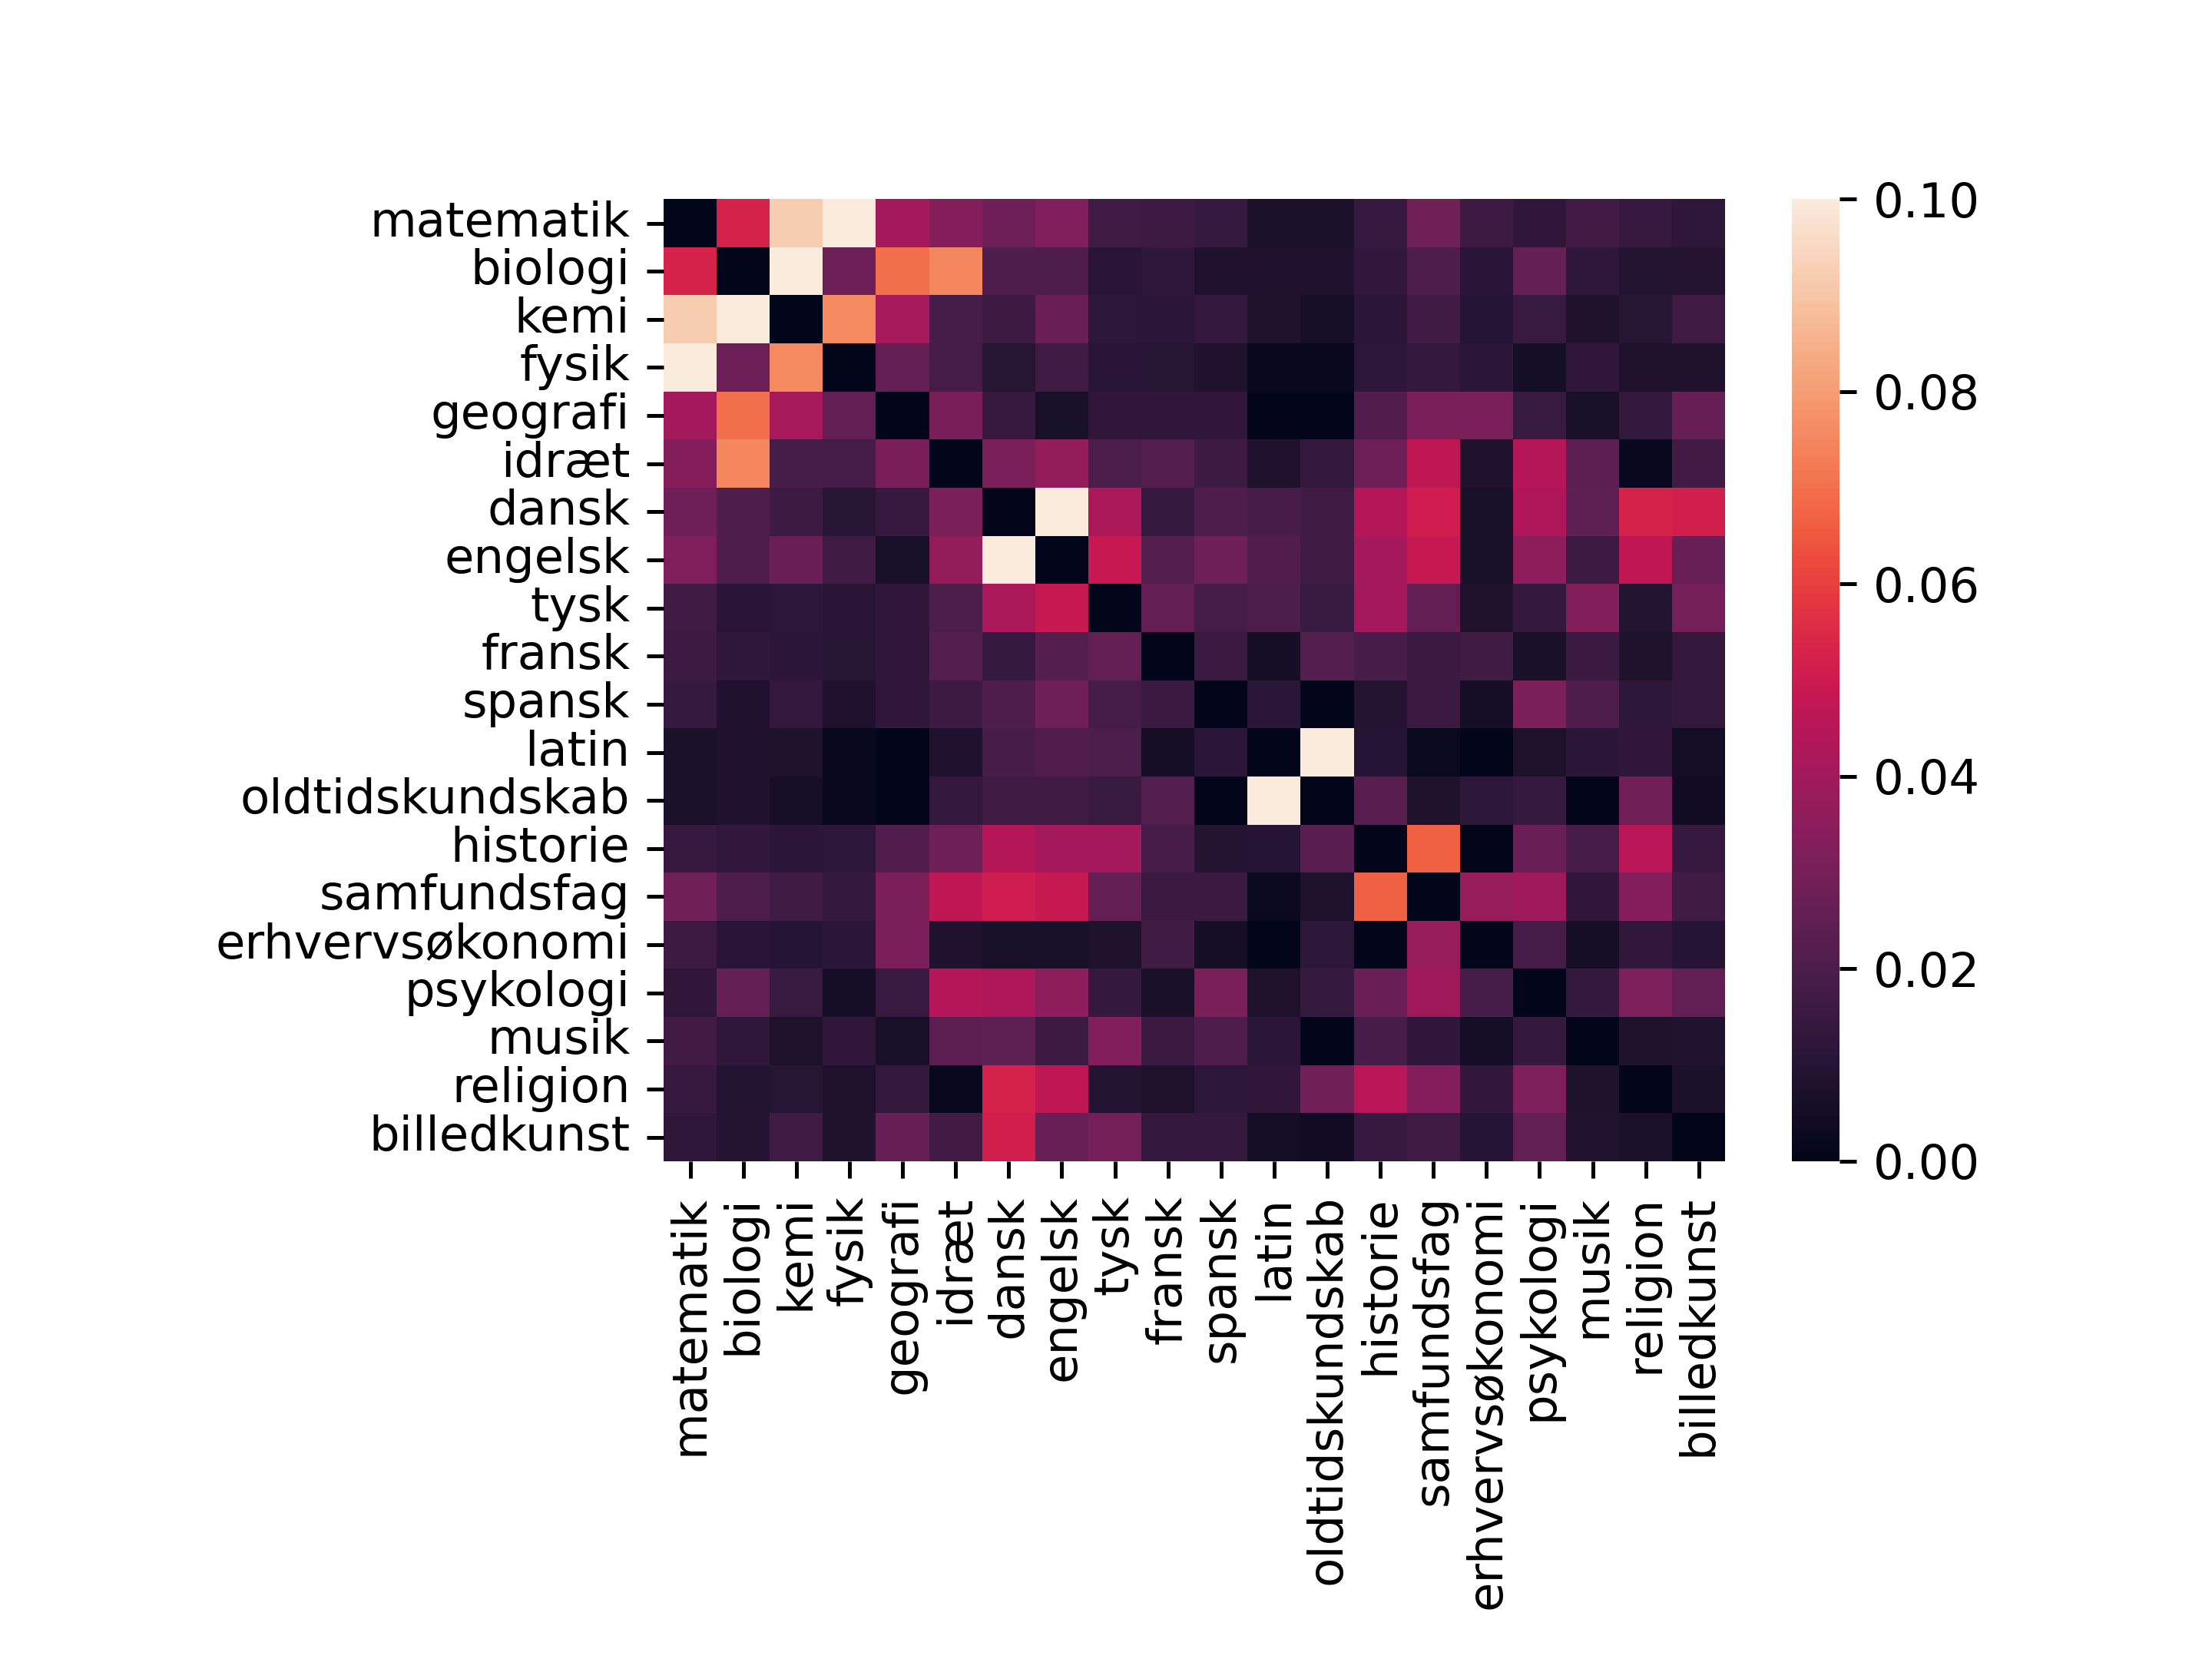 matematik
biologi
kemi
fysik
geografi
idræt
dansk
engelsk
tysk
fransk
spansk
latin
oldtidskundskab
historie
samfundsfag
erhvervsøkonomi
psykologi
musik
religion
billedkunst
matematik
biologi
kemi
fysik
geografi
idræt
dansk
engelsk
tysk
fransk
spansk
latin
oldtidskundskab
historie
samfundsfag
erhvervsøkonomi
psykologi
musik
religion
billedkunst
0.10
0.08
0.06
0.04
0.02
0.00